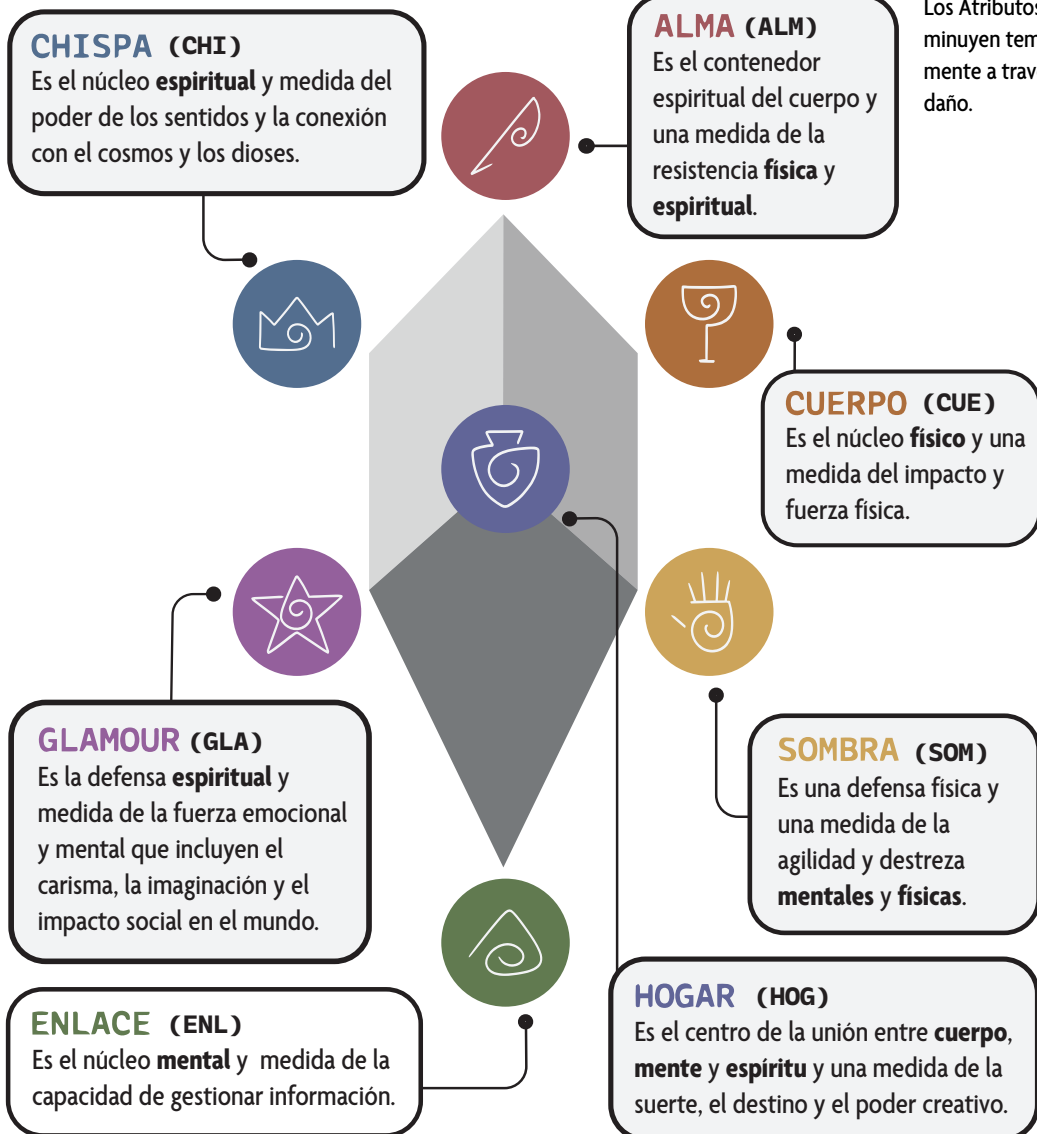 CHISPA (CHI)
Es el núcleo espiritual y medida del
poder de los sentidos y la conexión
con el cosmos y los dioses.
ALMA (ALM)
Es el contenedor
espiritual del cuerpo y
una medida de la
resistencia física y
espiritual.
Los Atributos
minuyen tem
mente a trav
daño.
CUERPO (CUE)
Es el núcleo físico y una
medida del impacto y
fuerza física.
GLAMOUR (GLA)
Es la defensa espiritual y
medida de la fuerza emocional
y mental que incluyen el
carisma, la imaginación y el
impacto social en el mundo.
SOMBRA (SOM)
Es una defensa física y
una medida de la
agilidad y destreza
mentales y físicas.
ENLACE (ENL)
Es el núcleo mental y medida de la
capacidad de gestionar información.
HOGAR (HOG)
Es el centro de la unión entre cuerpo,
mente y espíritu y una medida de la
suerte, el destino y el poder creativo.